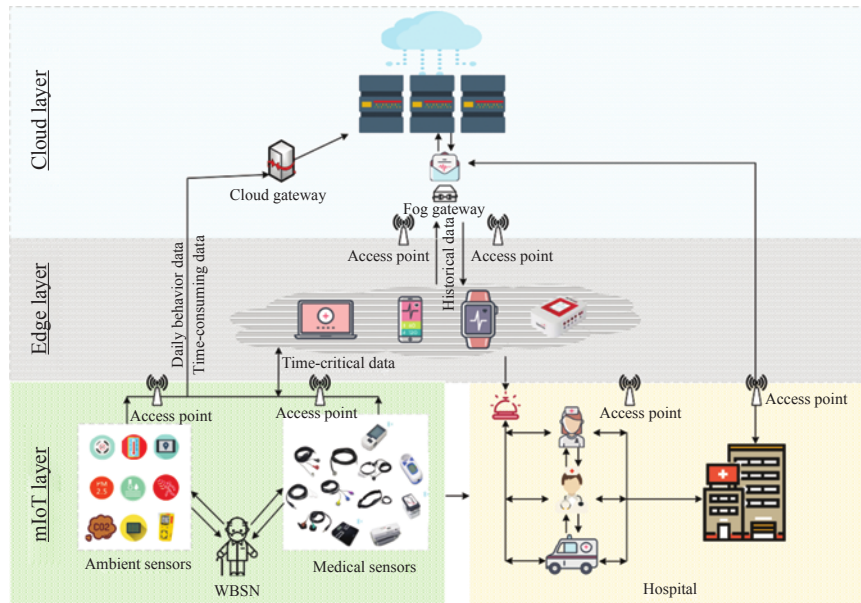 Cloud layer
Cloud gateway
Fog gateway
Access point
Access point
Daily behavior data
Time-consuming data
Historical data
Edge layer
Time-critical data
Access point
Access point
Access point
Access point
mIoT layer
PM
2.5
CO2
Ambient sensors
WBSN
Medical sensors
Hospital